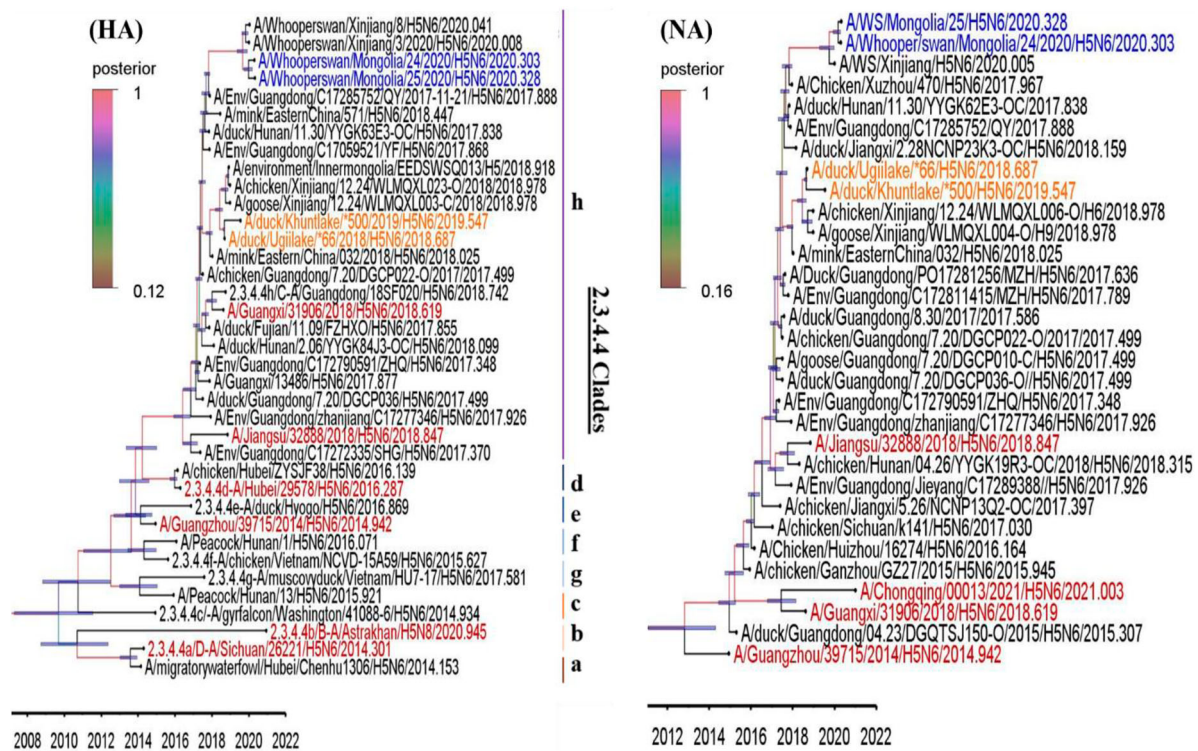 (HA)
posterior
1
0.12
A/Whooperswan/Xinjiang/8/H5N6/2020.041
A/Whooperswan/Xinjiang/3/2020/H5N6/2020.008
A/Whooperswan/Mongolia/24/2020/H5N6/2020.303
A/Whooperswan/Mongolia/25/2020/H5N6/2020.328
A/Env/Guangdong/C17285752/QY/2017-11-21/H5N6/2017.888
A/mink/EasternChina/571/H5N6/2018.447
A/duck/Hunan/11.30/YYGK63E3-OC/H5N6/2017.838
A/Env/Guangdong/C17059521/YF/H5N6/2017.868
A/environment/Innermongolia/EEDSWSQ013/H5/2018.918
A/chicken/Xinjiang/12.24/WLMQXL023-O/2018/2018.978
A/goose/Xinjiang/12.24/WLMQXL003-C/2018/2018.978
A/duck/Khuntlake/*500/2019/H5N6/2019.547
A/duck/Ugiilake/*66/2018/H5N6/2018.687
A/mink/Eastern/China/032/2018/H5N6/2018.025
A/chicken/Guangdong/7.20/DGCP022-O/2017/2017.499
2.3.4.4h/C-A/Guangdong/18SF020/H5N6/2018.742
A/Guangxi/31906/2018/H5N6/2018.619
A/duck/Fujian/11.09/FZHXO/H5N6/2017.855
A/duck/Hunan/2.06/YYGK84J3-OC/H5N6/2018.099
A/Env/Guangdong/C172790591/ZHQ/H5N6/2017.348
A/Guangxi/13486/H5N6/2017.877
A/duck/Guangdong/7.20/DGCP036/H5N6/2017.499
A/Env/Guangdong/zhanjiang/C17277346/H5N6/2017.926
A/Jiangsu/32888/2018/H5N6/2018.847
A/Env/Guangdong/C17272335/SHG/H5N6/2017.370
A/chicken/Hubei/ZYSJF38/H5N6/2016.139
2.3.4.4d-A/Hubei/29578/H5N6/2016.287
2.3.4.4e-A/duck/Hyogo/H5N6/2016.869
A/Guangzhou/39715/2014/H5N6/2014.942
A/Peacock/Hunan/1/H5N6/2016.071
2.3.4.4f-A/chicken/Vietnam/NCVD-15A59/H5N6/2015.627
2.3.4.4g-A/muscovyduck/Vietnam/HU7-17/H5N6/2017.581
A/Peacock/Hunan/13/H5N6/2015.921
2.3.4.4c/-A/gyrfalcon/Washington/41088-6/H5N6/2014.934
2.3.4.4b/B-A/Astrakhan/H5N8/2020.945
2.3.4.4a/D-A/Sichuan/26221/H5N6/2014.301
A/migratorywaterfowl/Hubei/Chenhu1306/H5N6/2014.153
h
d
e
f
g
c
b
a
2.3.4.4 Clades
2008 2010 2012 2014 2016 2018 2020 2022
(NA)
posterior
1
0.16
A/WS/Mongolia/25/H5N6/2020.328
A/Whooper/swan/Mongolia/24/2020/H5N6/2020.303
A/WS/Xinjiang/H5N6/2020.005
A/Chicken/Xuzhou/470/H5N6/2017.967
A/duck/Hunan/11.30/YYGK62E3-OC/2017.838
A/Env/Guangdong/C17285752/QY/2017.888
A/duck/Jiangxi/2.28NCNP23K3-OC/H5N6/2018.159
A/duck/Ugiilake/*66/H5N6/2018.687
A/duck/Khuntlake/*500/H5N6/2019.547
A/chicken/Xinjiang/12.24/WLMQXL006-O/H6/2018.978
A/goose/Xinjiang/WLMQXL004-O/H9/2018.978
A/mink/Eastern/China/032/H5N6/2018.025
A/Duck/Guangdong/PO17281256/MZH/H5N6/2017.636
A/Env/Guangdong/C172811415/MZH/H5N6/2017.789
A/duck/Guangdong/8.30/2017/2017.586
A/chicken/Guangdong/7.20/DGCP022-O/2017/2017.499
A/goose/Guangdong/7.20/DGCP010-C/H5N6/2017.499
A/duck/Guangdong/7.20/DGCP036-O//H5N6/2017.499
A/Env/Guangdong/C172790591/ZHQ/H5N6/2017.348
A/Env/Guangdong/zhanjiang/C17277346/H5N6/2017.926
A/Jiangsu/32888/2018/H5N6/2018.847
A/chicken/Hunan/04.26/YYGK19R3-OC/2018/H5N6/2018.315
A/Env/Guangdong/Jieyang/C17289388//H5N6/2017.926
A/chicken/Jiangxi/5.26/NCNP13Q2-OC/2017.397
A/chicken/Sichuan/k141/H5N6/2017.030
A/Chicken/Huizhou/16274/H5N6/2016.164
A/chicken/Ganzhou/GZ27/2015/H5N6/2015.945
A/Chongqing/00013/2021/H5N6/2021.003
A/Guangxi/31906/2018/H5N6/2018.619
A/duck/Guangdong/04.23/DGQTSJ150-O/2015/H5N6/2015.307
A/Guangzhou/39715/2014/H5N6/2014.942
2012 2014 2016 2018 2020 2022